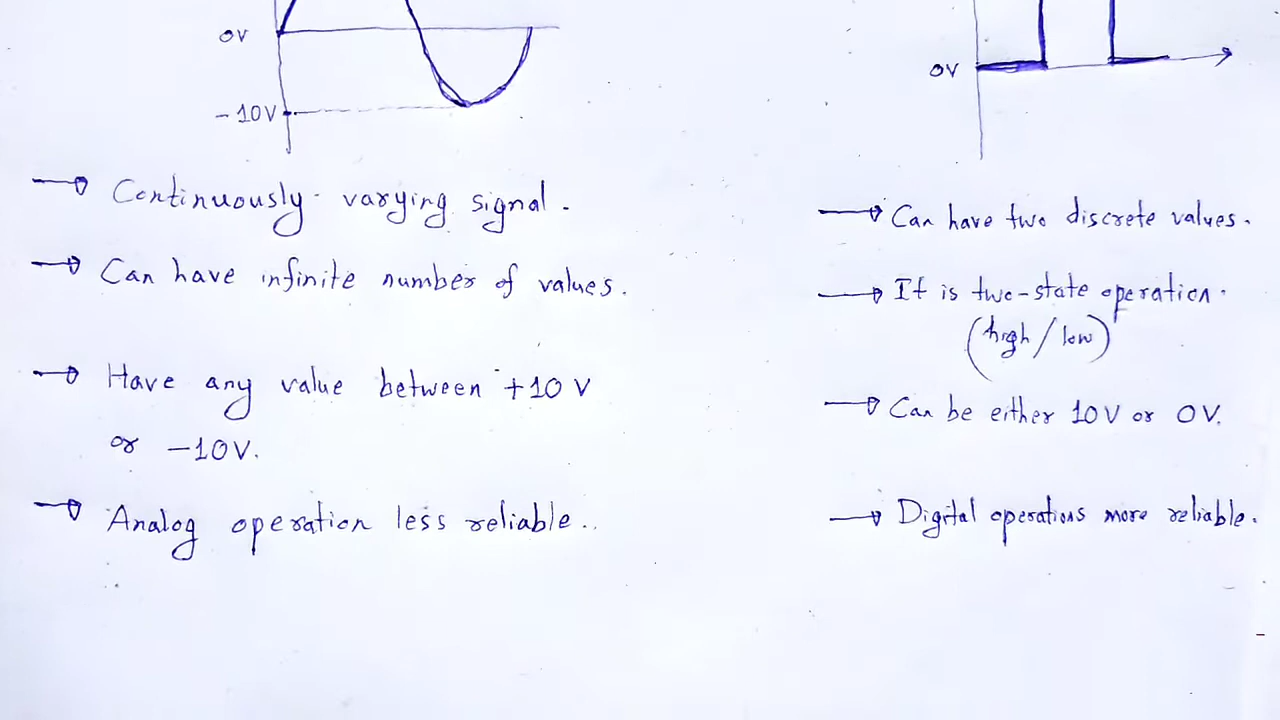 0V
-10V
→ Continuously varying signal.
→ Can have infinite number of values.
→ Have any value between +10 V
or -10V.
→ Analog operation less reliable..
0V
→ Can have two discrete values.
→ It is two-state operation.
(high/low)
→ Can be either 10V or 0V.
→ Digital operations more reliable.